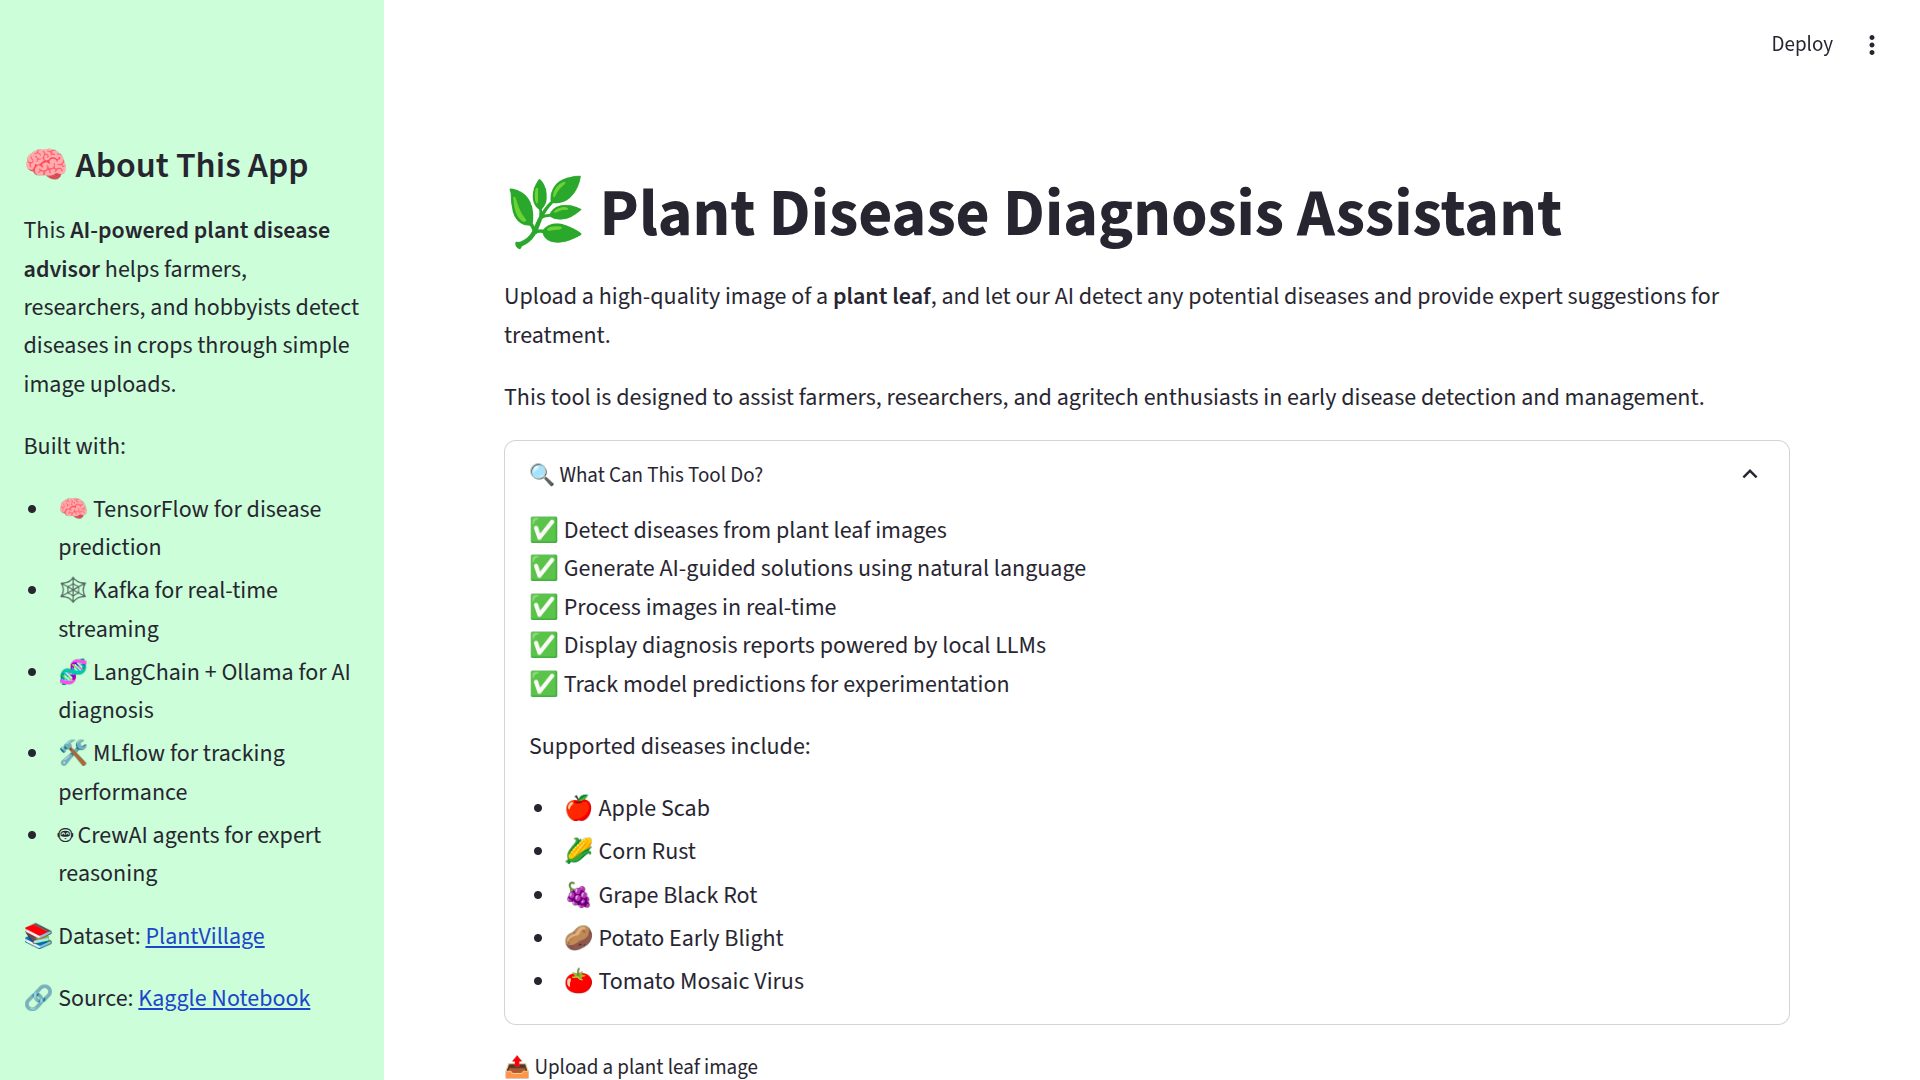 Deploy
🧠 About This App
This AI-powered plant disease
advisor helps farmers,
researchers, and hobbyists detect
diseases in crops through simple
image uploads.
Built with:
• 🧠 TensorFlow for disease
prediction
• 🕸️ Kafka for real-time
streaming
• 🧬 LangChain + Ollama for AI
diagnosis
• 🛠️ MLflow for tracking
performance
• CrewAI agents for expert
reasoning
📚 Dataset: PlantVillage
🔗 Source: Kaggle Notebook
🌿 Plant Disease Diagnosis Assistant
Upload a high-quality image of a plant leaf, and let our AI detect any potential diseases and provide expert suggestions for
treatment.
This tool is designed to assist farmers, researchers, and agritech enthusiasts in early disease detection and management.
🔍 What Can This Tool Do?
✅ Detect diseases from plant leaf images
✅ Generate AI-guided solutions using natural language
✅ Process images in real-time
✅ Display diagnosis reports powered by local LLMs
✅ Track model predictions for experimentation
Supported diseases include:
• 🍎 Apple Scab
• 🌽 Corn Rust
• 🍇 Grape Black Rot
• 🥔 Potato Early Blight
• 🍅 Tomato Mosaic Virus
📤 Upload a plant leaf image